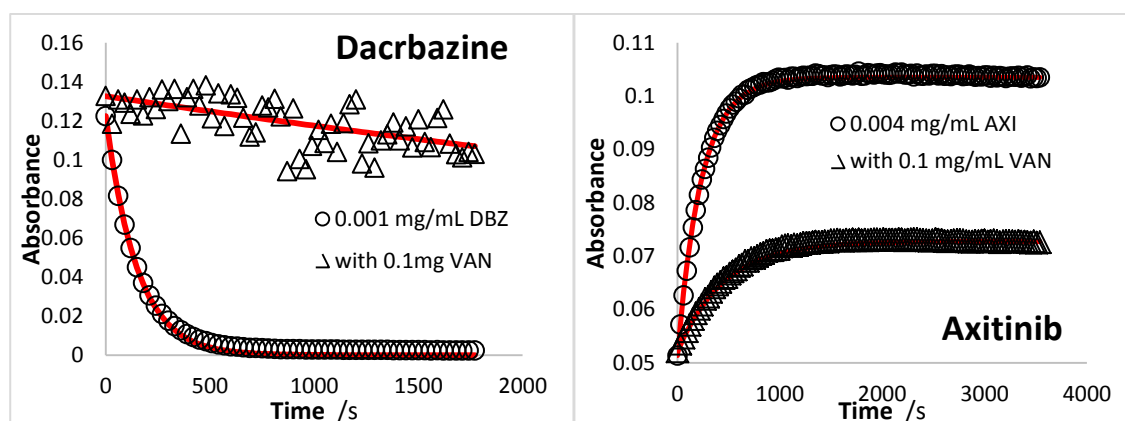 Dacrbazine
Absorbance
0.16
0.14
0.12
0.1
0.08
0.06
0.04
0.02
0
0.001 mg/mL DBZ
with 0.1mg VAN
0 500 1000 1500 2000
Time /s
Absorbance
0.11
0.1
0.09
0.08
0.07
0.06
0.05
0.004 mg/mL AXI
with 0.1 mg/mL VAN
Axitinib
0 1000 2000 3000 4000
Time /s